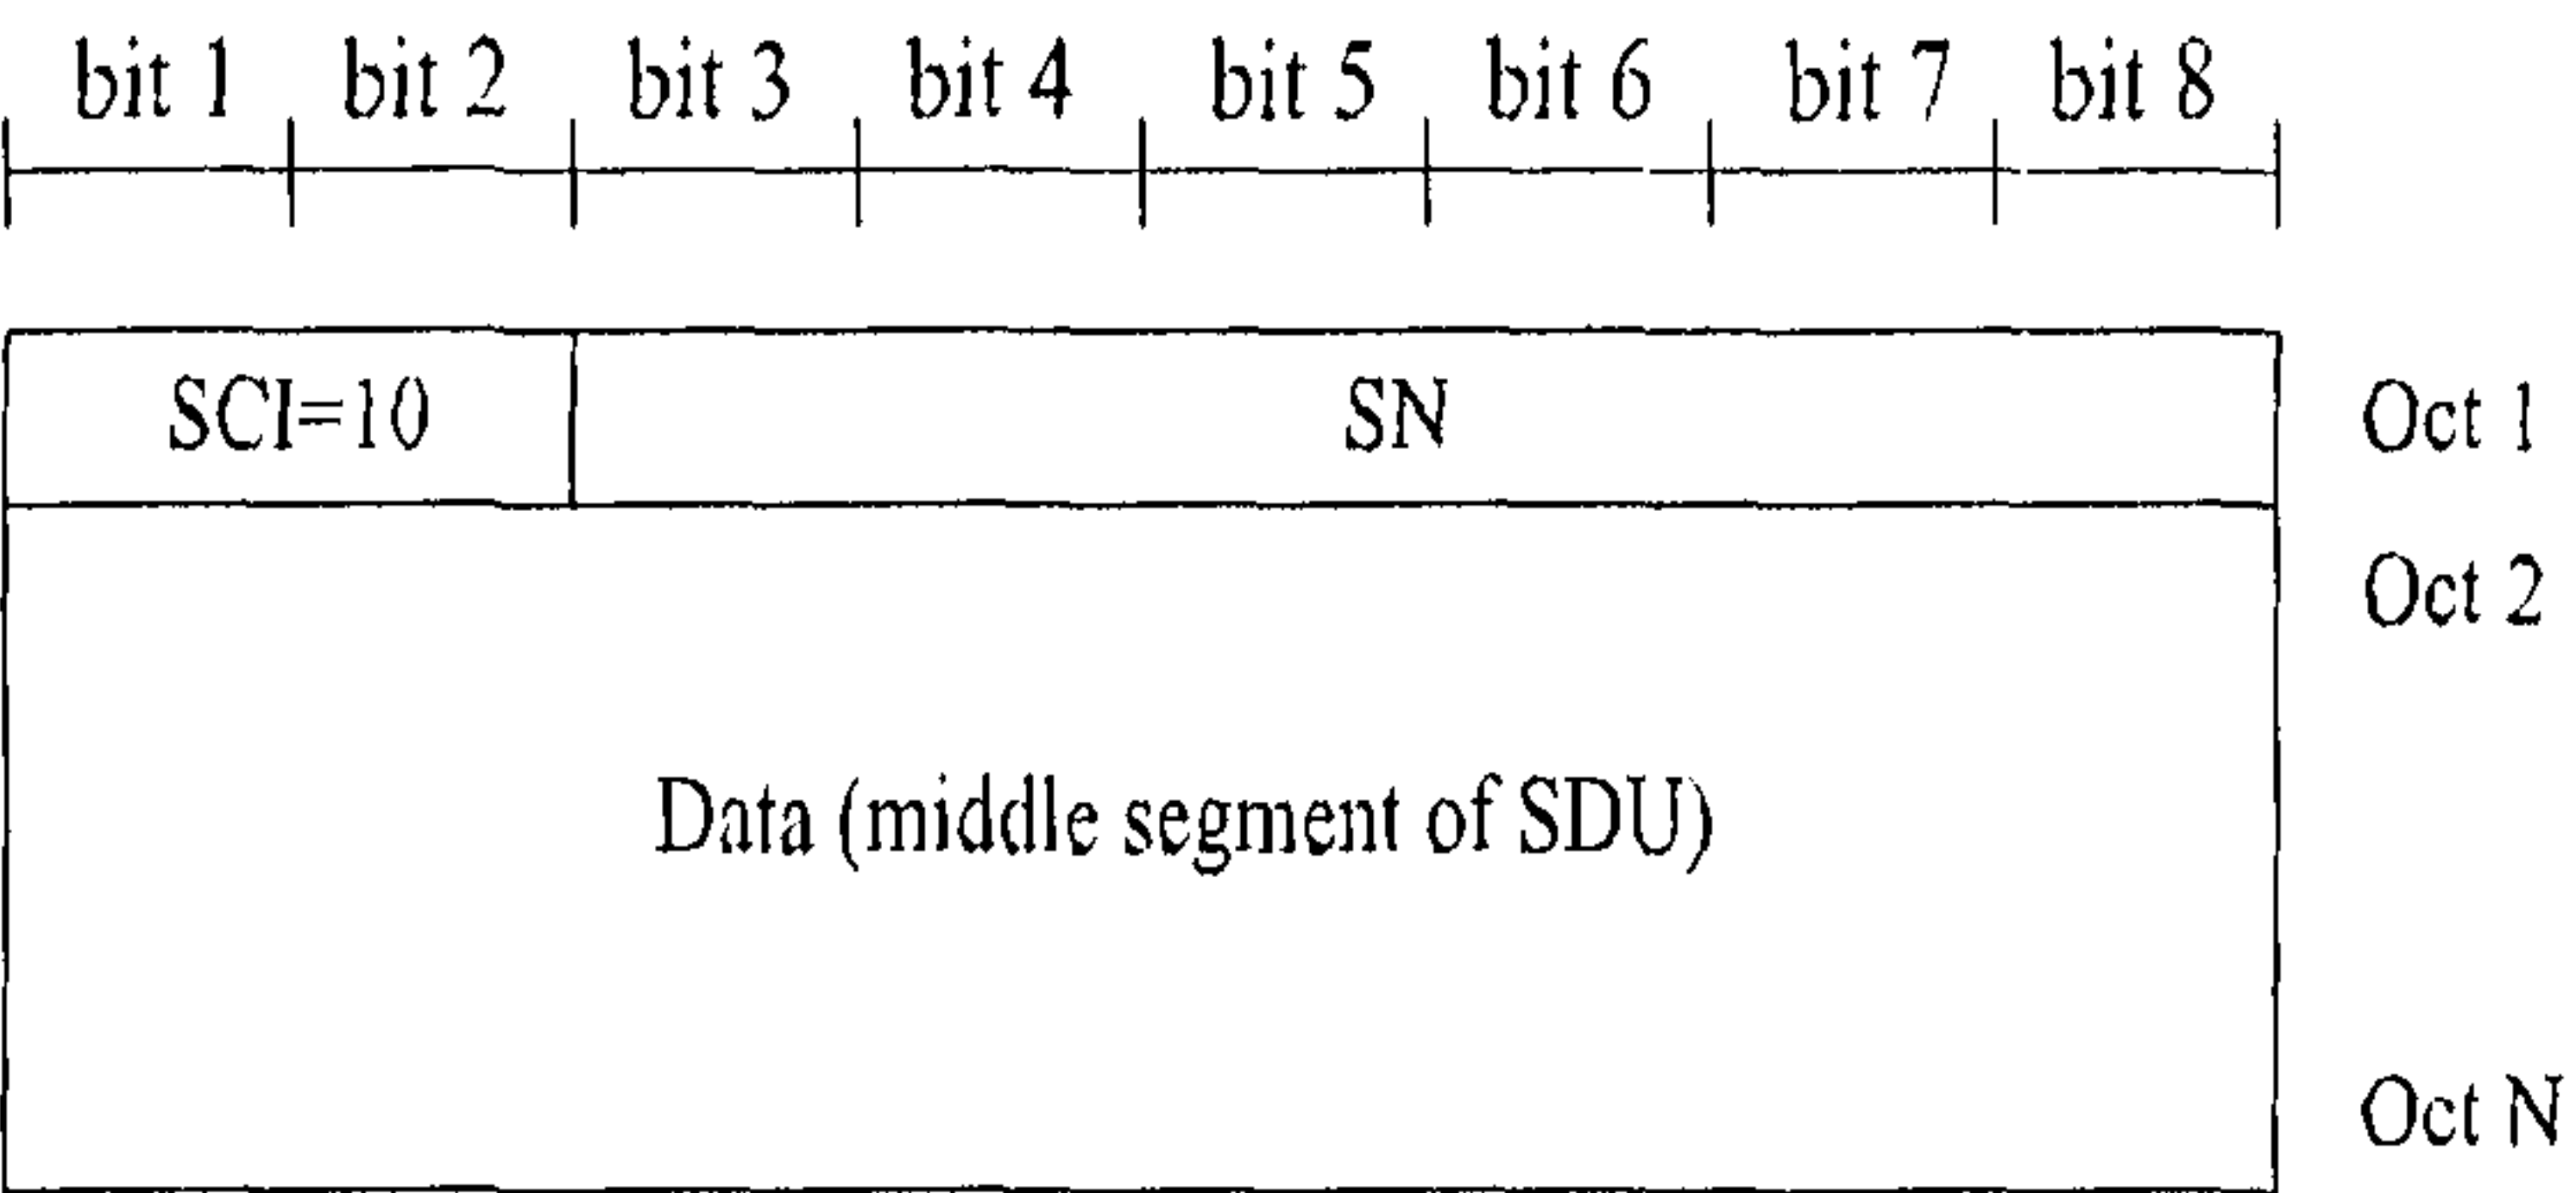 bit 1 bit 2 bit 3 bit 4 bit 5 bit 6 bit 7 bit 8
SCI=10 SN Oct 1
Oct 2
Data (middle segment of SDU)
Oct N